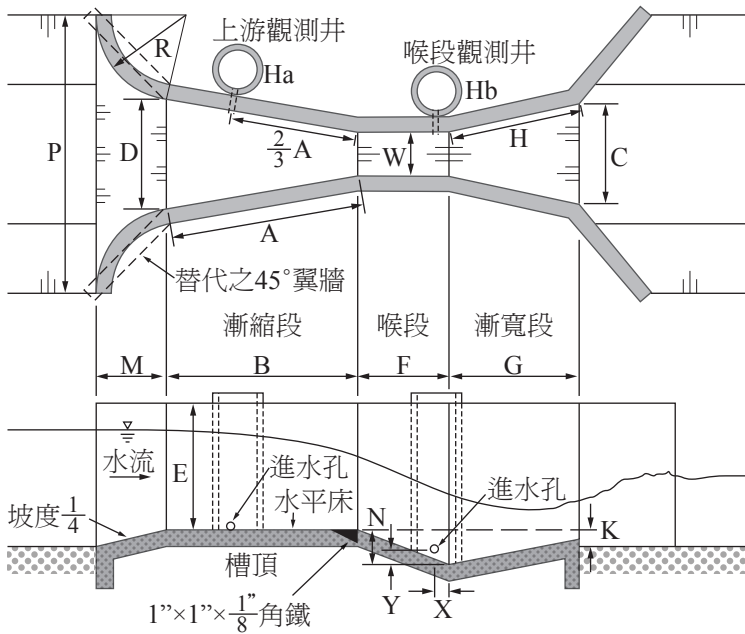 上游觀測井
喉段觀測井
R
Ha
Hb
P
D
2/3 A
W
H
C
A
替代之45°翼牆
漸縮段
喉段
漸寬段
M
B
F
G
E
水流
進水孔
進水孔
水平床
坡度1/4
N
K
槽頂
Y
X
1”×1”×1”/8角鐵